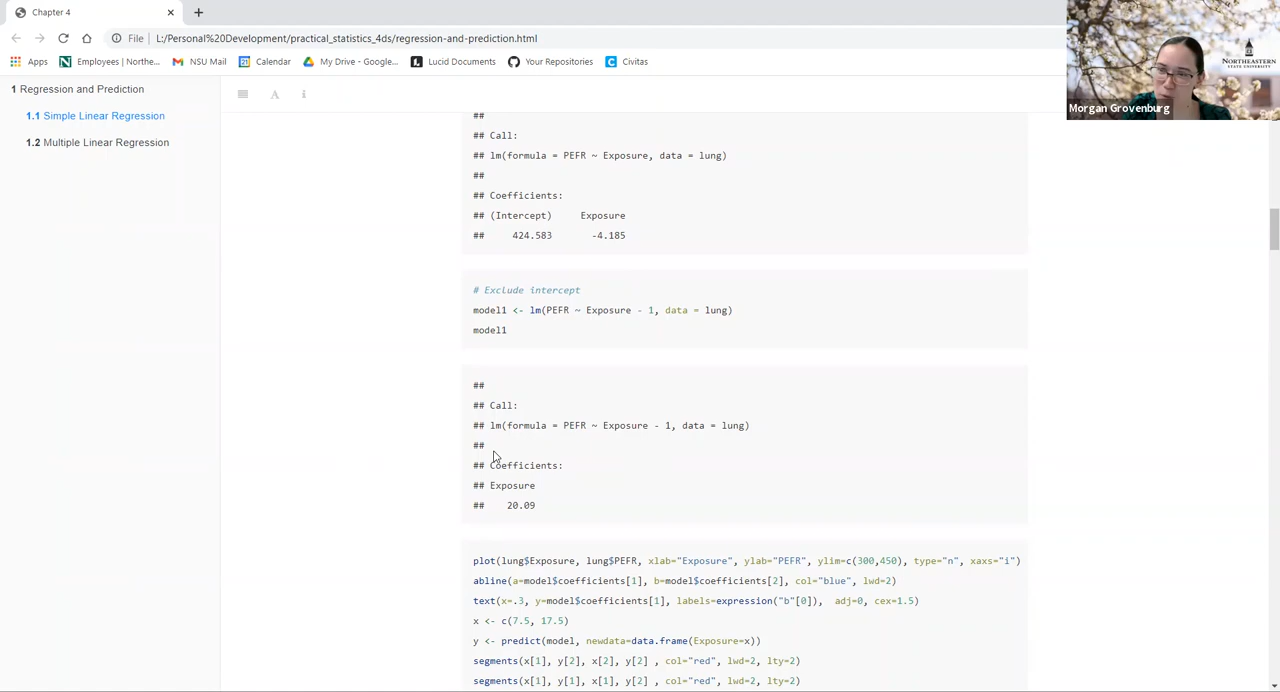 Chapter 4
File
L:/Personal%20Development/practical_statistics_4ds/regression-and-prediction.html
Apps
Employees | Northe...
NSU Mail
Calendar
My Drive - Google...
Lucid Documents
Your Repositories
Civitas
NORTHEASTERN
STATE UNIVERSITY
Morgan Grovenburg
1 Regression and Prediction
1.1 Simple Linear Regression
1.2 Multiple Linear Regression
##
## Call:
## lm(formula = PEFR ~ Exposure, data = lung)
##
## Coefficients:
## (Intercept) Exposure
## 424.583 -4.185
# Exclude intercept
model1 <- lm(PEFR ~ Exposure - 1, data = lung)
model1
##
## Call:
## lm(formula = PEFR ~ Exposure - 1, data = lung)
##
## Coefficients:
## Exposure
## 20.09
plot(lung$Exposure, lung$PEFR, xlab="Exposure", ylab="PEFR", ylim=c(300,450), type="n", xaxs="i")
abline(a=model$coefficients[1], b=model$coefficients[2], col="blue", lwd=2)
text(x=.3, y=model$coefficients[1], labels=expression("b"[0]), adj=0, cex=1.5)
x <- c(7.5, 17.5)
y <- predict(model, newdata=data.frame(Exposure=x))
segments(x[1], y[2], x[2], y[2] , col="red", lwd=2, lty=2)
segments(x[1], y[1], x[1], y[2] , col="red", lwd=2, lty=2)